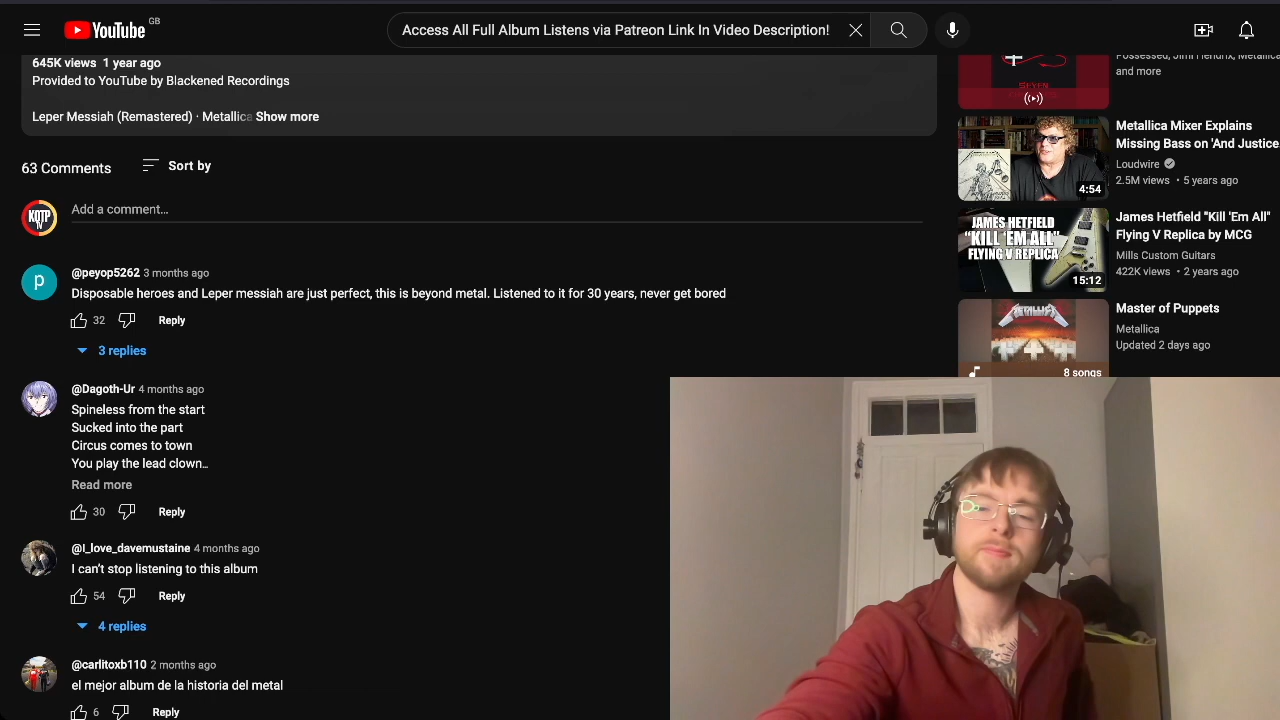 YouTube GB
Access All Full Album Listens via Patreon Link In Video Description!
645K views 1 year ago
Provided to YouTube by Blackened Recordings
Leper Messiah (Remastered) · Metallica Show more
63 Comments
Sort by
KQTP
Add a comment...
@peyop5262 3 months ago
Disposable heroes and Leper messiah are just perfect, this is beyond metal. Listened to it for 30 years, never get bored
32
Reply
3 replies
@Dagoth-Ur 4 months ago
Spineless from the start
Sucked into the part
Circus comes to town
You play the lead clown...
Read more
30
Reply
@I_love_davemustaine 4 months ago
I can't stop listening to this album
54
Reply
4 replies
@carlitoxb110 2 months ago
el mejor album de la historia del metal
6
Reply
p
Possessed, Jimi Hendrix, Metallica
and more
SEVEN
Metallica Mixer Explains
Missing Bass on 'And Justice
Loudwire
2.5M views • 5 years ago
4:54
JAMES HETFIELD
"KILL 'EM ALL"
FLYING V REPLICA
15:12
James Hetfield "Kill 'Em All"
Flying V Replica by MCG
Mills Custom Guitars
422K views • 2 years ago
METALLICA
8 songs
Master of Puppets
Metallica
Updated 2 days ago